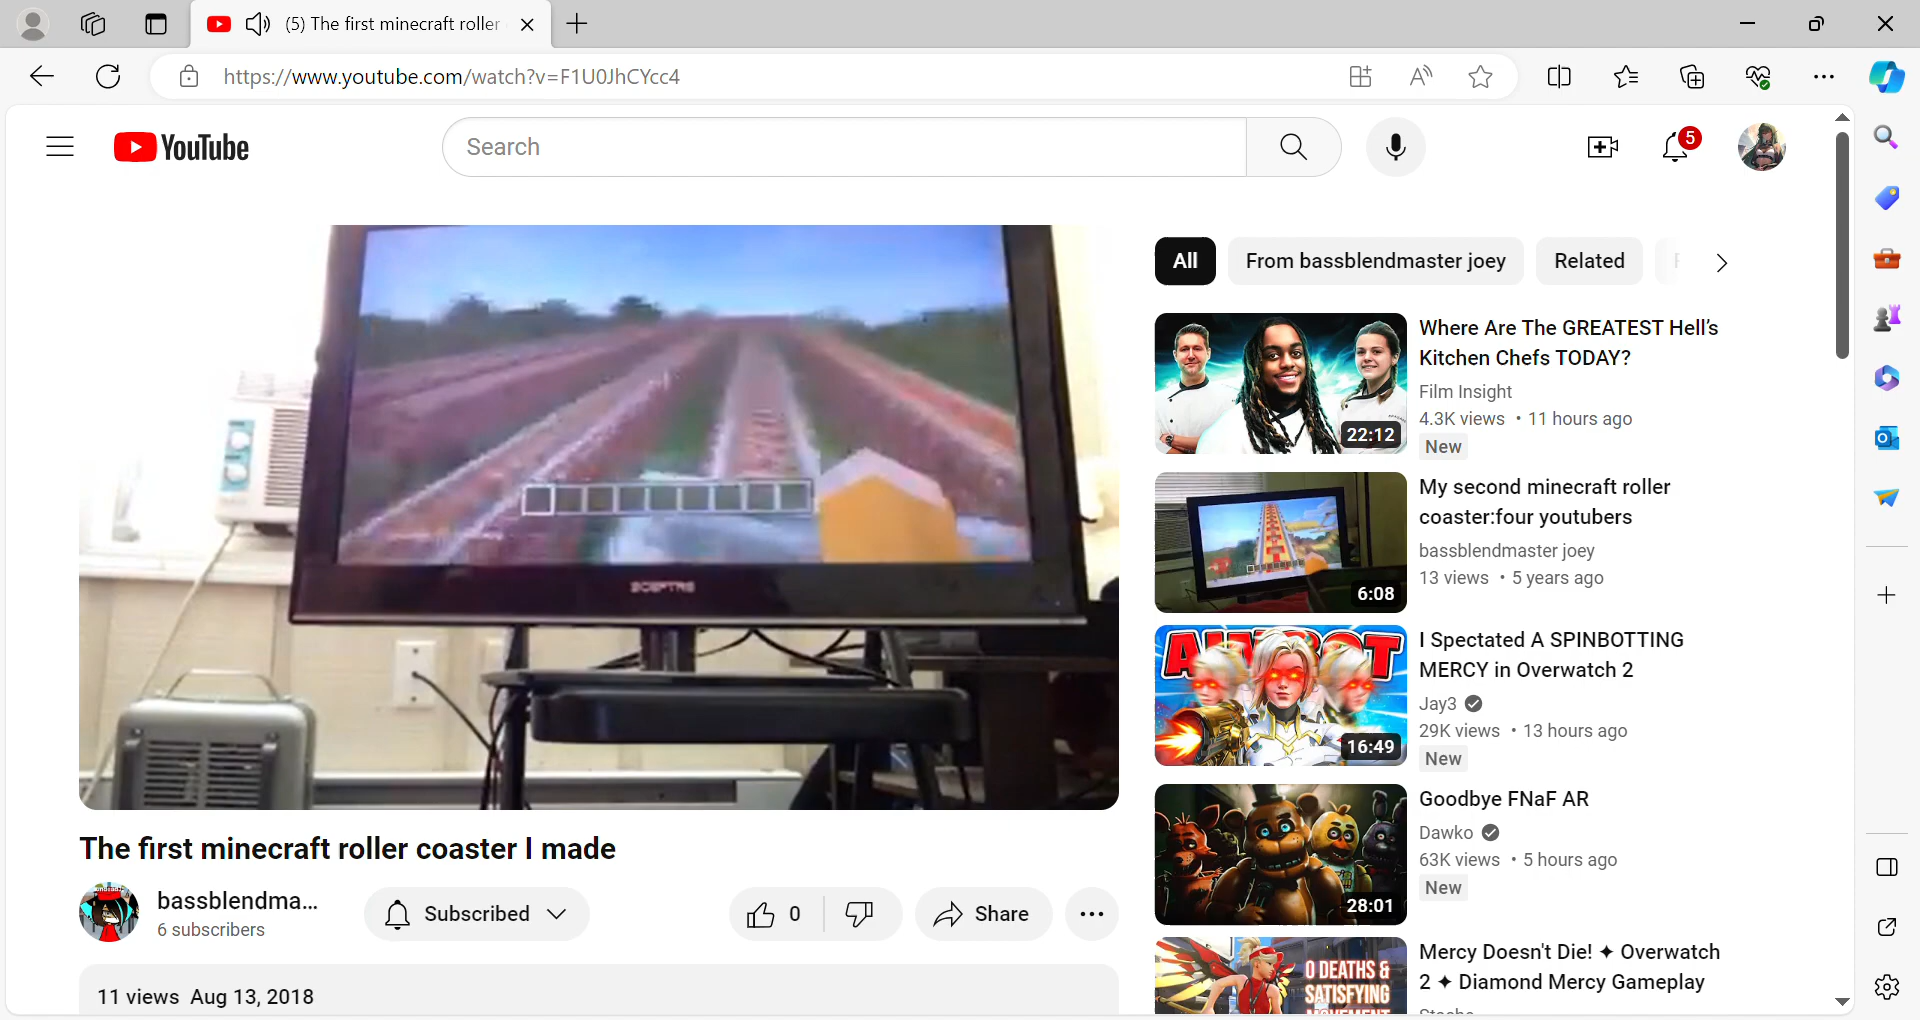 (5) The first minecraft roller
https://www.youtube.com/watch?v=F1U0JhCYcc4
YouTube
Search
5
All
From bassblendmaster joey
Related
SCEPTRE
The first minecraft roller coaster I made
bassblendma...
6 subscribers
Subscribed
0
Share
11 views Aug 13, 2018
22:12
Where Are The GREATEST Hell's
Kitchen Chefs TODAY?
Film Insight
4.3K views • 11 hours ago
New
6:08
My second minecraft roller
coaster:four youtubers
bassblendmaster joey
13 views • 5 years ago
AIMBOT
16:49
I Spectated A SPINBOTTING
MERCY in Overwatch 2
Jay3
29K views • 13 hours ago
New
28:01
Goodbye FNaF AR
Dawko
63K views • 5 hours ago
New
0 DEATHS &
SATISFYING
MOVEMENT
Mercy Doesn't Die! ✦ Overwatch
2 ✦ Diamond Mercy Gameplay